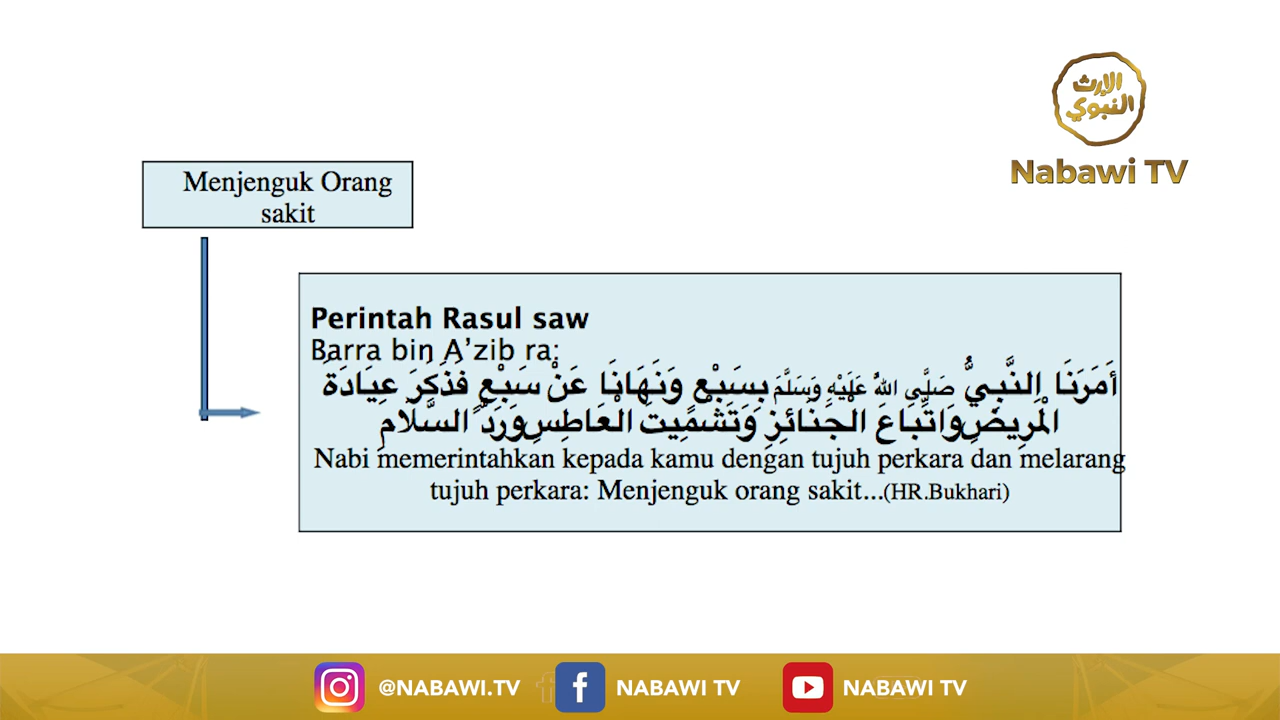 الإرث
النبوي
Nabawi TV
Menjenguk Orang
sakit
Perintah Rasul saw
Barra bin A’zib ra:
أَمَرَنَا النَّبِيُّ صَلَّى اللهُ عَلَيْهِ وَسَلَّمَ بِسَبْعٍ وَنَهَانَا عَنْ سَبْعٍ فَذَكَرَ عِيَادَةَ
الْمَرِيضِ وَاتِّبَاعَ الْجَنَائِزِ وَتَشْمِيتَ الْعَاطِسِ وَرَدَّ السَّلَامِ
Nabi memerintahkan kepada kamu dengan tujuh perkara dan melarang
tujuh perkara: Menjenguk orang sakit...(HR.Bukhari)
@NABAWI.TV
NABAWI TV
NABAWI TV